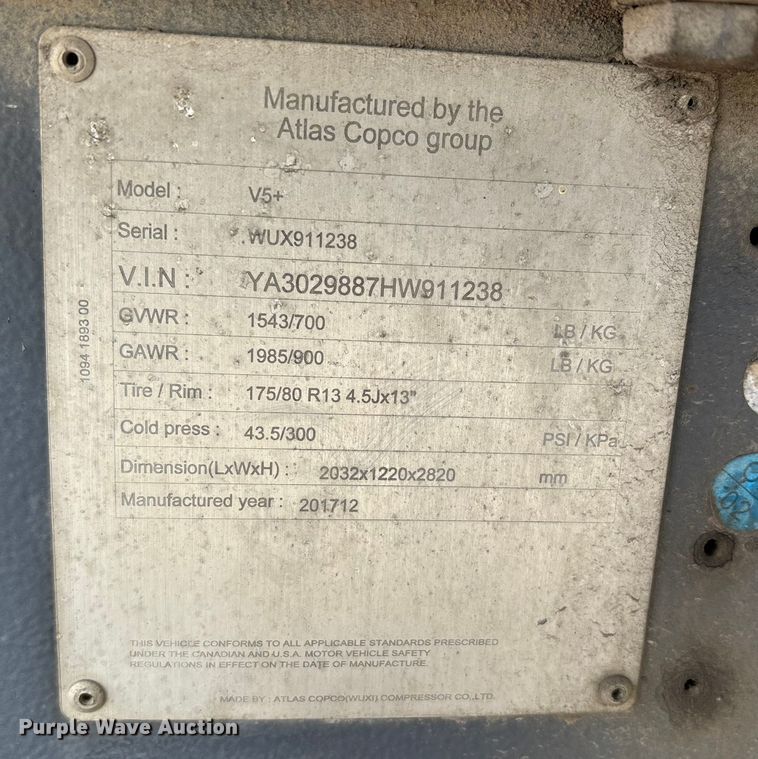 Manufactured by the
Atlas Copco group
Model : V5+
Serial : WUX911238
V.I.N : YA3029887HW911238
GVWR : 1543/700 LB / KG
GAWR : 1985/900 LB / KG
Tire / Rim : 175/80 R13 4.5Jx13"
Cold press : 43.5/300 PSI / KPa
Dimension(LxWxH) : 2032x1220x2820 mm
Manufactured year : 201712
1094 1893 00
THIS VEHICLE CONFORMS TO ALL APPLICABLE STANDARDS PRESCRIBED
UNDER THE CANADIAN AND U.S.A. MOTOR VEHICLE SAFETY
REGULATIONS IN EFFECT ON THE DATE OF MANUFACTURE.
MADE BY : ATLAS COPCO(WUXI) COMPRESSOR CO.,LTD.
Purple Wave Auction